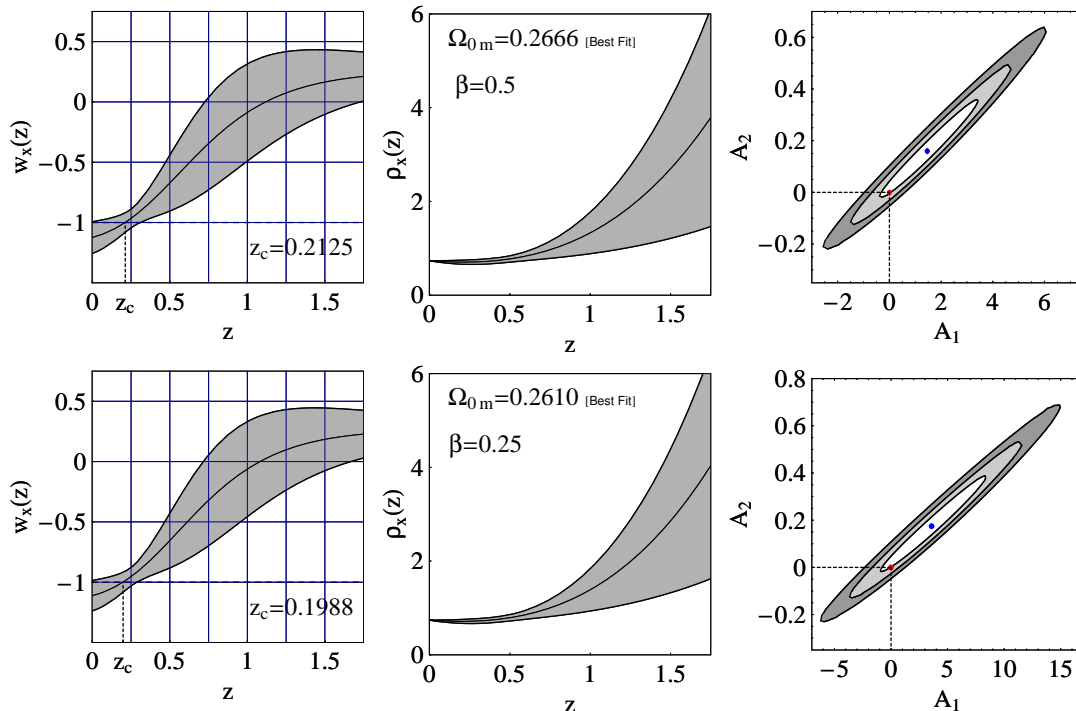 0.5
0
−0.5
−1
w_x(z)
z_c=0.2125
0 z_c 0.5 1 1.5
z
6
4
2
0
ρ_x(z)
Ω_{0 m}=0.2666 [Best Fit]
β=0.5
0 0.5 1 1.5
z
0.6
0.4
0.2
0
−0.2
A_2
−2 0 2 4 6
A_1
0.5
0
−0.5
−1
w_x(z)
z_c=0.1988
0 z_c 0.5 1 1.5
z
6
4
2
0
ρ_x(z)
Ω_{0 m}=0.2610 [Best Fit]
β=0.25
0 0.5 1 1.5
z
0.8
0.6
0.4
0.2
0
−0.2
A_2
−5 0 5 10 15
A_1